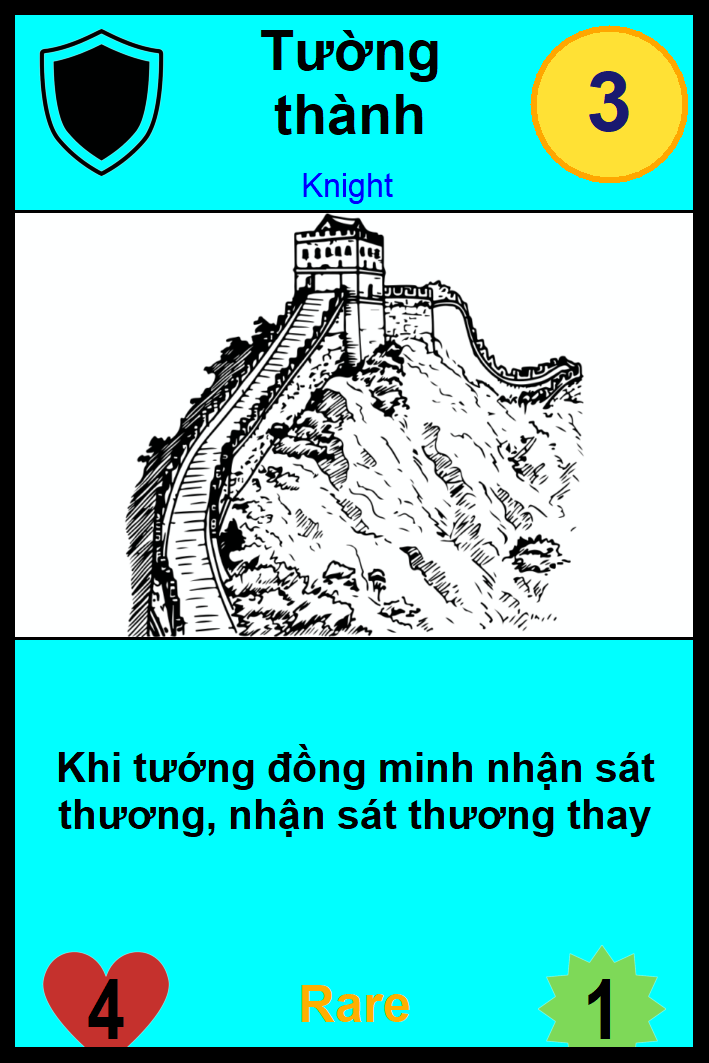 Tường
thành
3
Knight
Khi tướng đồng minh nhận sát
thương, nhận sát thương thay
4
Rare
1